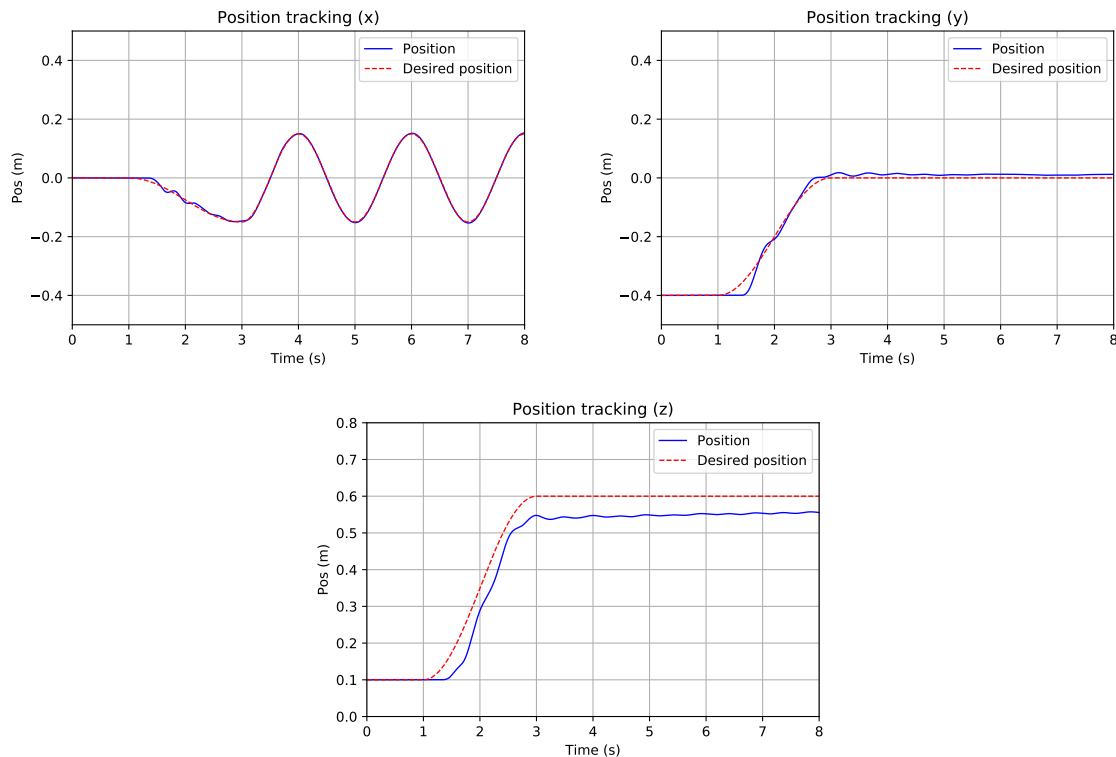 Position tracking (x)
Position
Desired position
0.4
0.2
0.0
−0.2
−0.4
Pos (m)
0 1 2 3 4 5 6 7 8
Time (s)
Position tracking (y)
Position
Desired position
0.4
0.2
0.0
−0.2
−0.4
Pos (m)
0 1 2 3 4 5 6 7 8
Time (s)
Position tracking (z)
Position
Desired position
0.8
0.7
0.6
0.5
0.4
0.3
0.2
0.1
0.0
Pos (m)
0 1 2 3 4 5 6 7 8
Time (s)